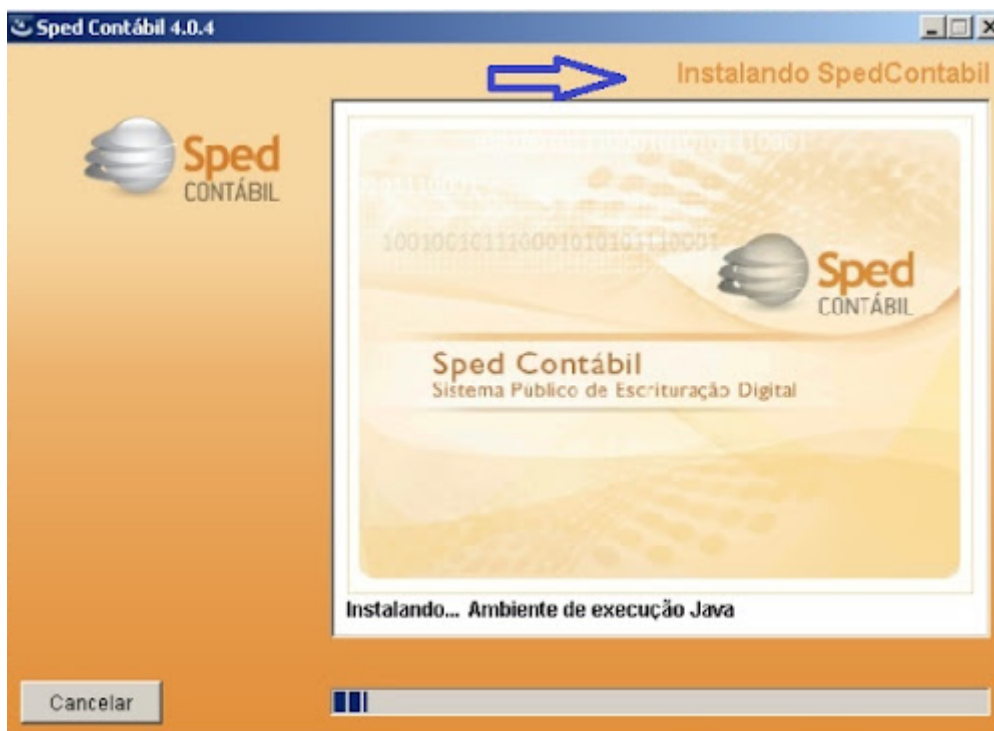 Sped Contábil 4.0.4
Instalando SpedContabil
Sped
CONTÁBIL
Sped
CONTÁBIL
Sped Contábil
Sistema Público de Escrituração Digital
Instalando... Ambiente de execução Java
Cancelar